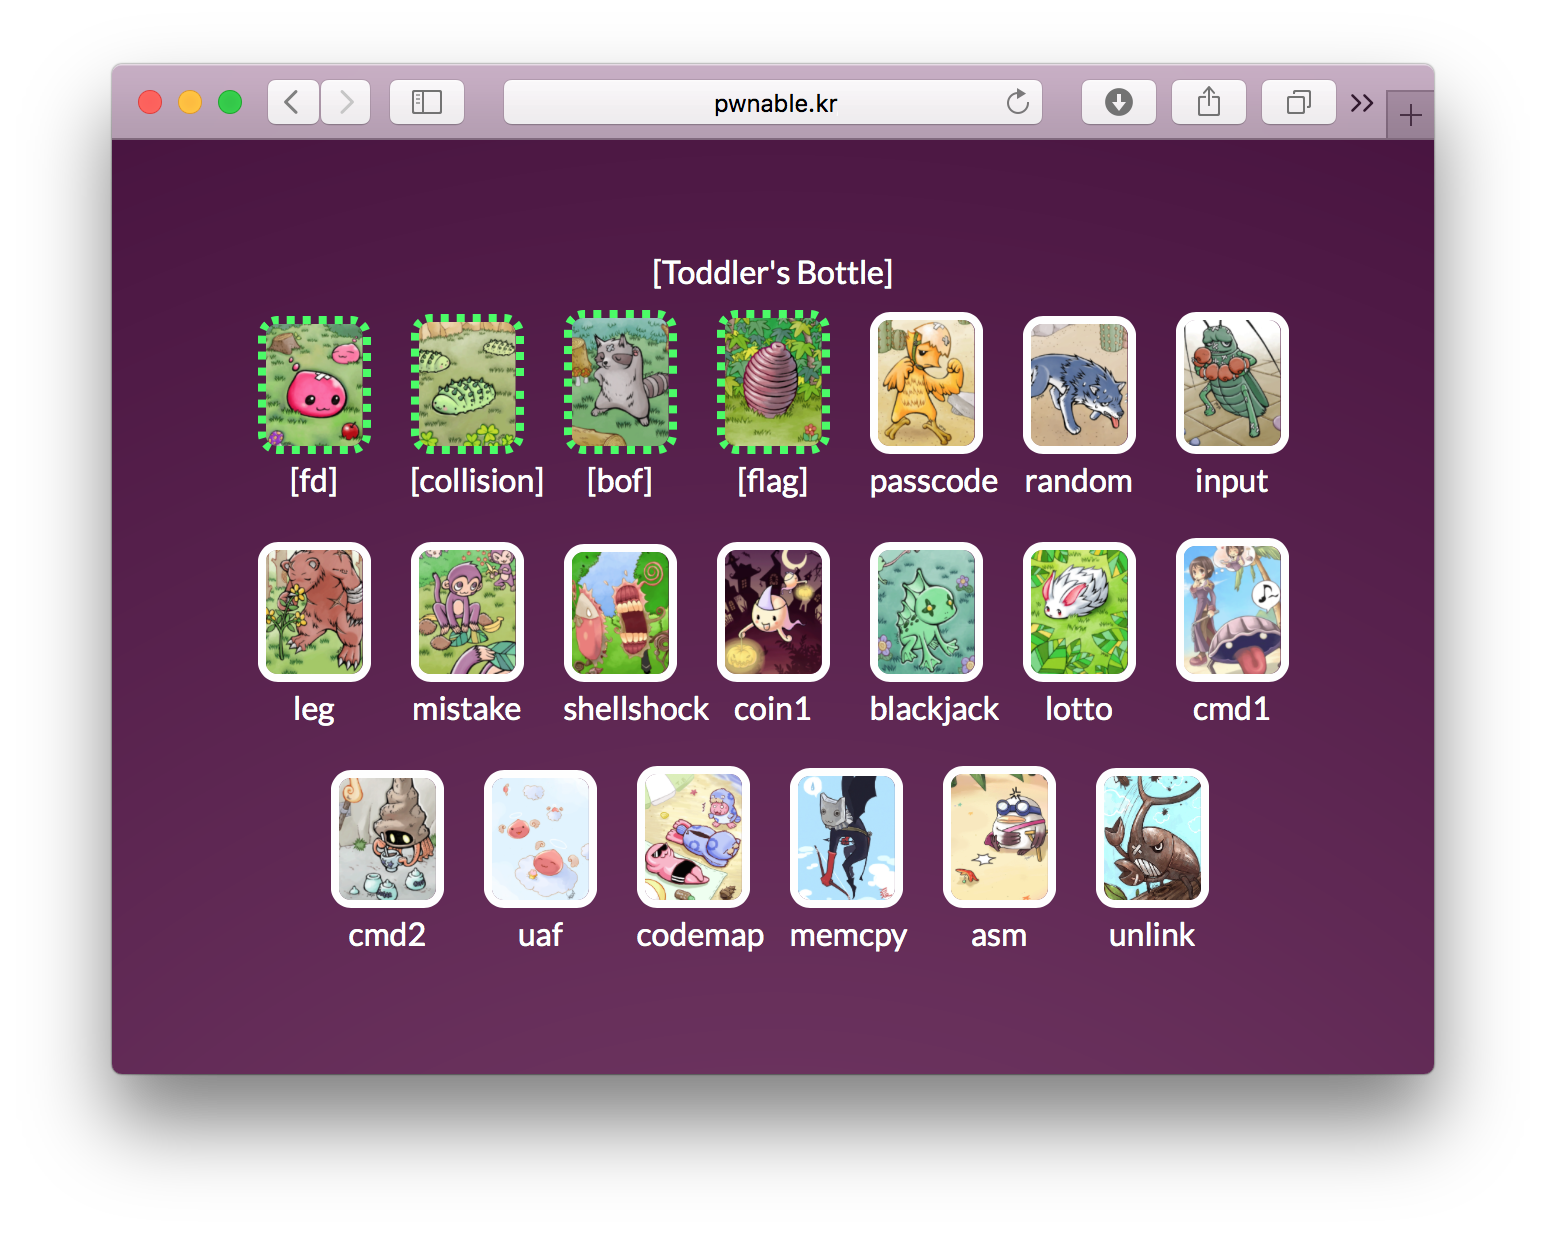 pwnable.kr
[Toddler's Bottle]
[fd] [collision] [bof] [flag] passcode random input
leg mistake shellshock coin1 blackjack lotto cmd1
cmd2 uaf codemap memcpy asm unlink